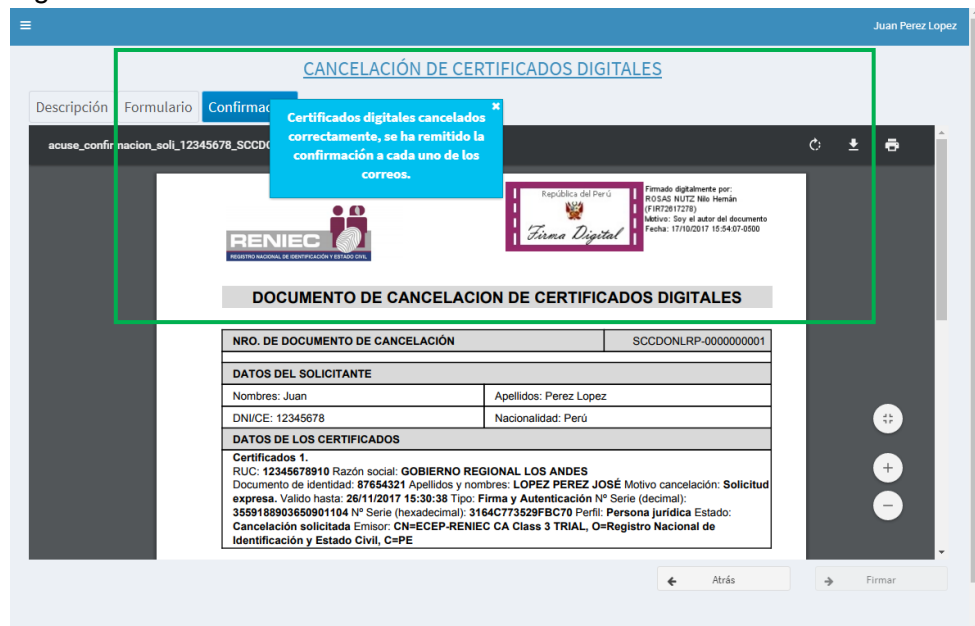 Juan Perez Lopez
CANCELACIÓN DE CERTIFICADOS DIGITALES
Descripción Formulario Confirmac
Certificados digitales cancelados
correctamente, se ha remitido la
confirmación a cada uno de los
correos.
acuse_confirmacion_soli_12345678_SCCD
RENIEC
REGISTRO NACIONAL DE IDENTIFICACIÓN Y ESTADO CIVIL
República del Perú
Firma Digital
Firmado digitalmente por:
ROSAS NUTZ Nilo Hernán
(FIR72617278)
Motivo: Soy el autor del documento
Fecha: 17/10/2017 15:54:07-0500
DOCUMENTO DE CANCELACION DE CERTIFICADOS DIGITALES
NRO. DE DOCUMENTO DE CANCELACIÓN SCCDONLRP-0000000001
DATOS DEL SOLICITANTE
Nombres: Juan Apellidos: Perez Lopez
DNI/CE: 12345678 Nacionalidad: Perú
DATOS DE LOS CERTIFICADOS
Certificados 1.
RUC: 12345678910 Razón social: GOBIERNO REGIONAL LOS ANDES
Documento de identidad: 87654321 Apellidos y nombres: LOPEZ PEREZ JOSÉ Motivo cancelación: Solicitud
expresa. Valido hasta: 26/11/2017 15:30:38 Tipo: Firma y Autenticación Nº Serie (decimal):
3559188903650901104 Nº Serie (hexadecimal): 3164C773529FBC70 Perfil: Persona jurídica Estado:
Cancelación solicitada Emisor: CN=ECEP-RENIEC CA Class 3 TRIAL, O=Registro Nacional de
Identificación y Estado Civil, C=PE
Atrás Firmar